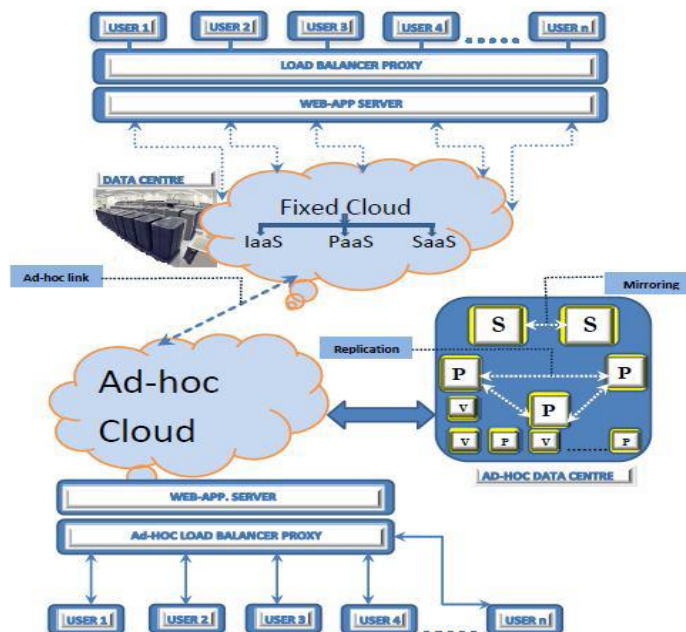 USER 1 USER 2 USER 3 USER 4 USER n
LOAD BALANCER PROXY
WEB-APP SERVER
DATA CENTRE
Fixed Cloud
IaaS PaaS SaaS
Ad-hoc link
Mirroring
S S
Replication
P P
P
V
V P V P
Ad-hoc
Cloud
AD-HOC DATA CENTRE
WEB-APP. SERVER
Ad-HOC LOAD BALANCER PROXY
USER 1 USER 2 USER 3 USER 4 USER n